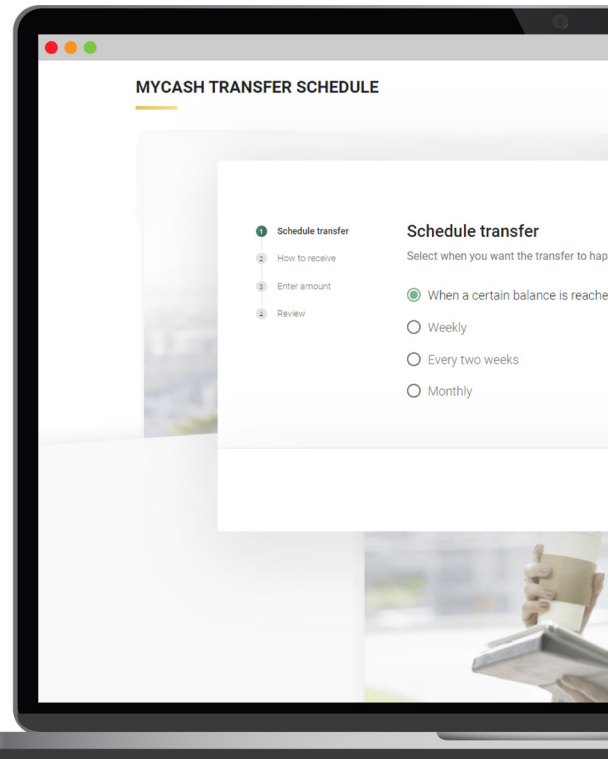 MYCASH TRANSFER SCHEDULE
1 Schedule transfer
2 How to receive
3 Enter amount
4 Review
Schedule transfer
Select when you want the transfer to hap
When a certain balance is reache
Weekly
Every two weeks
Monthly